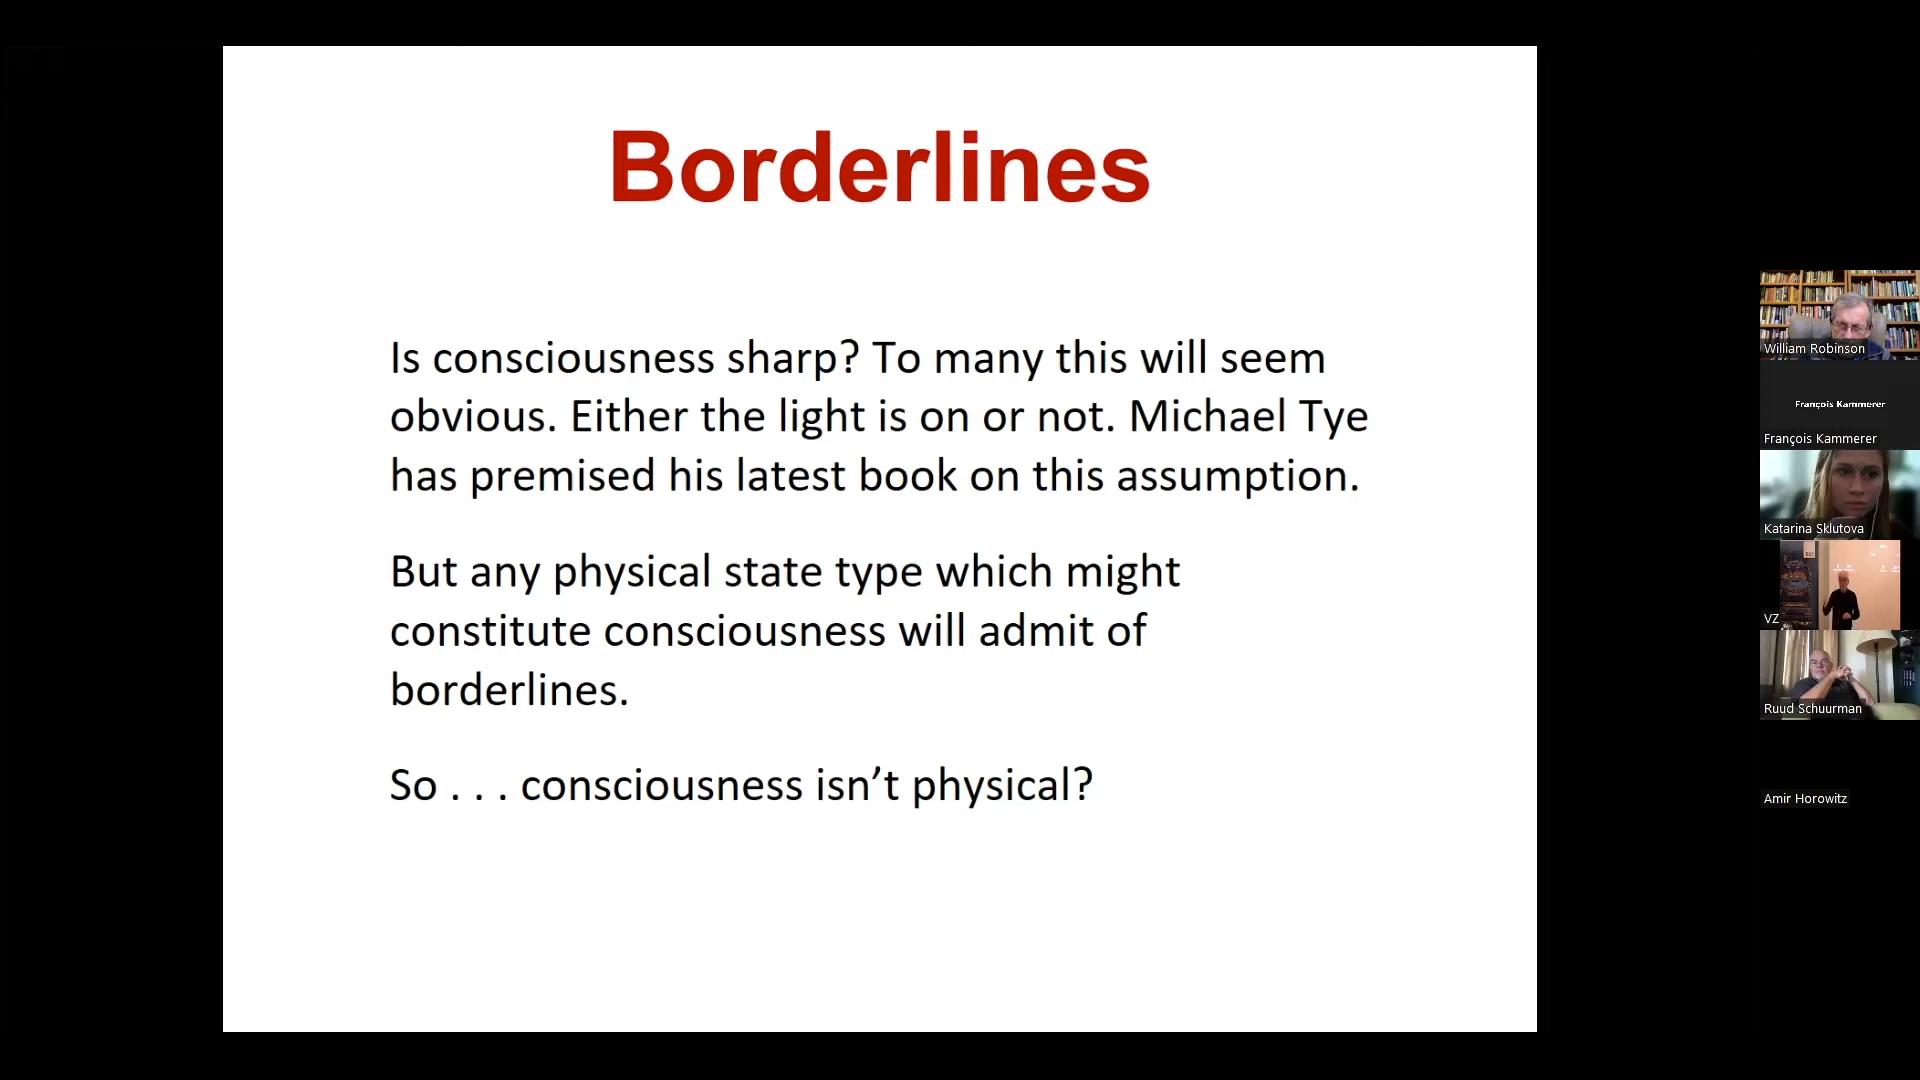 Borderlines
Is consciousness sharp? To many this will seem
obvious. Either the light is on or not. Michael Tye
has premised his latest book on this assumption.
But any physical state type which might
constitute consciousness will admit of
borderlines.
So . . . consciousness isn’t physical?
William Robinson
François Kammerer
François Kammerer
Katarina Sklutova
VZ
Ruud Schuurman
Amir Horowitz